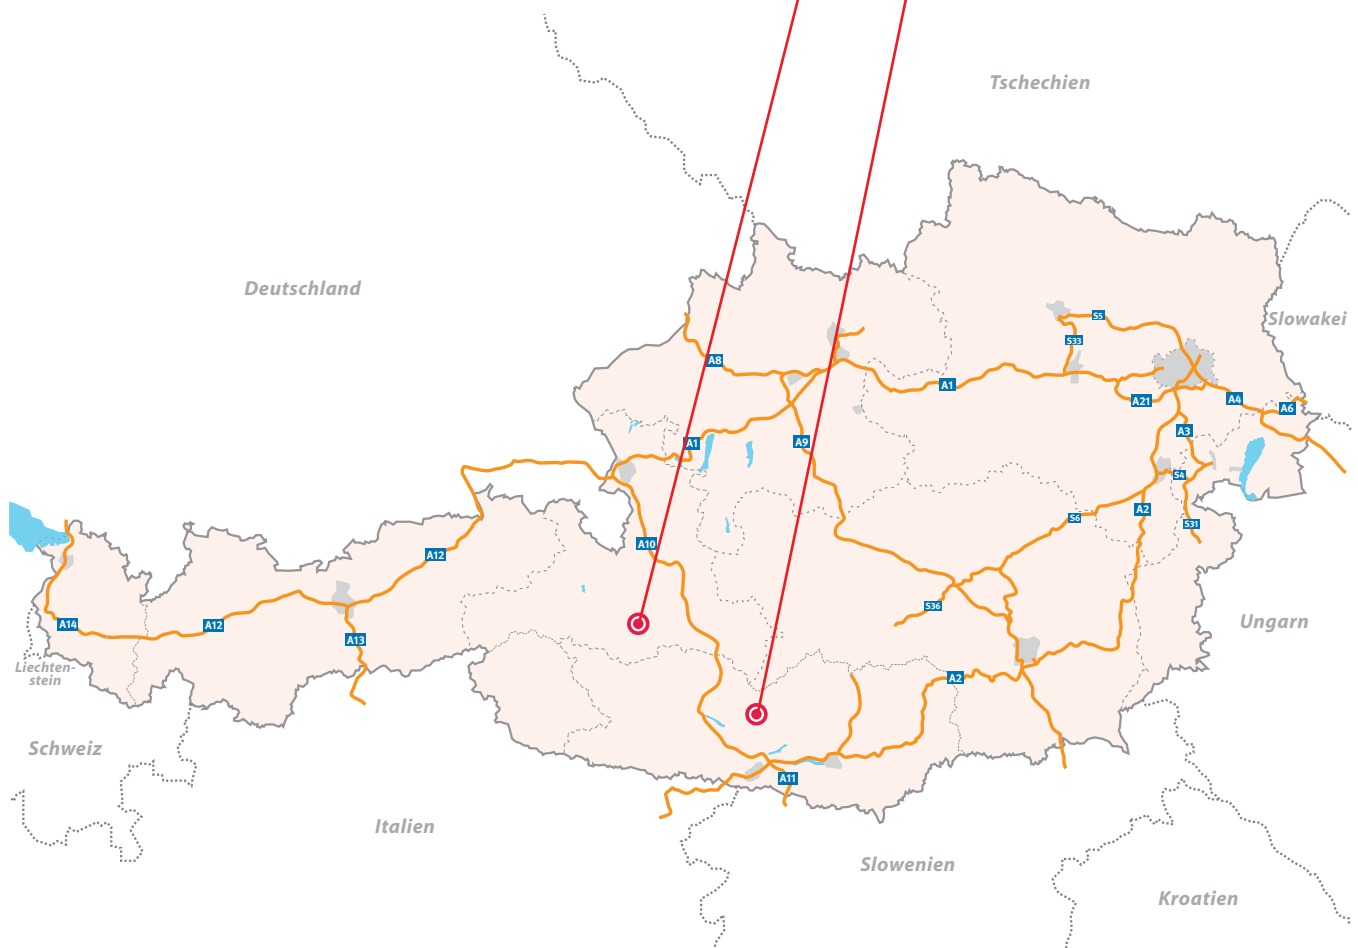 Tschechien
Deutschland
Slowakei
S5
S33
A8
A1
A21
A4
A6
A3
A1
A9
S4
A2
S6
S31
A10
A12
S36
A14
A12
A13
Ungarn
Liechten-
stein
A2
Schweiz
A11
Italien
Slowenien
Kroatien